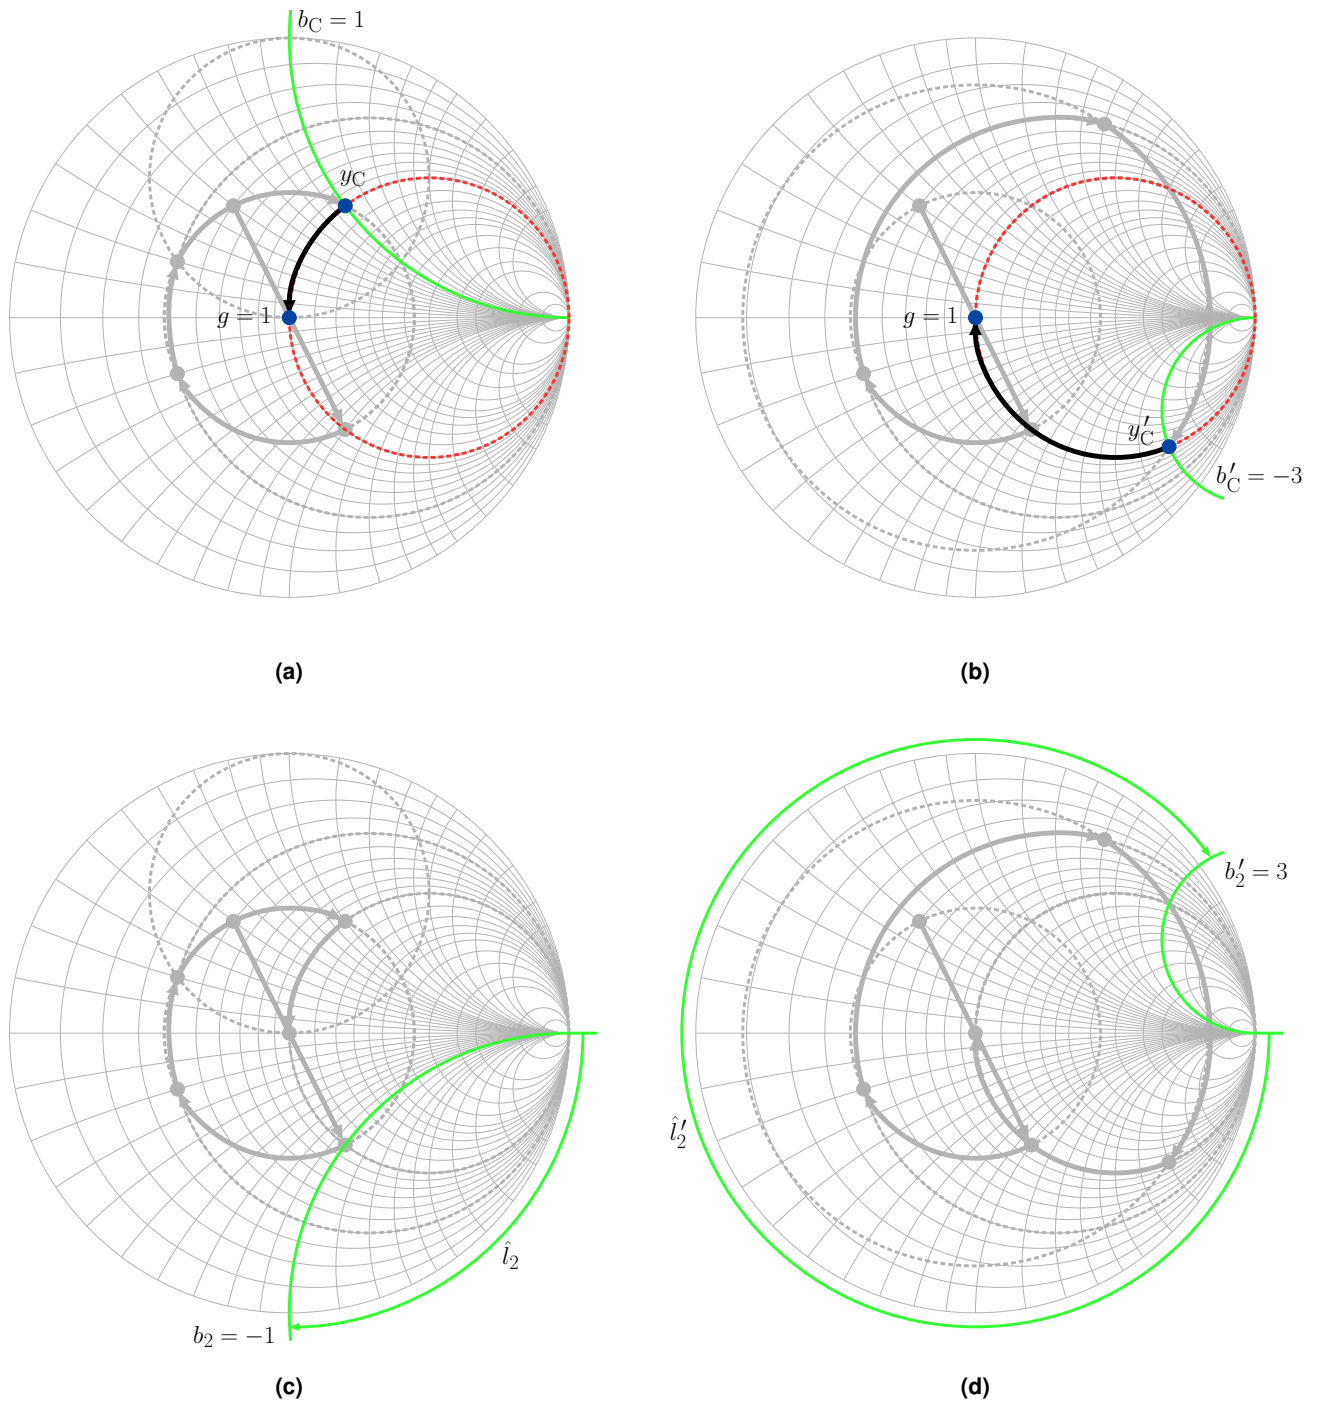 b_C = 1
y_C
g = 1
g = 1
y′_C
b′_C = −3
(a)
(b)
b′_2 = 3
l̂′_2
l̂_2
b_2 = −1
(c)
(d)